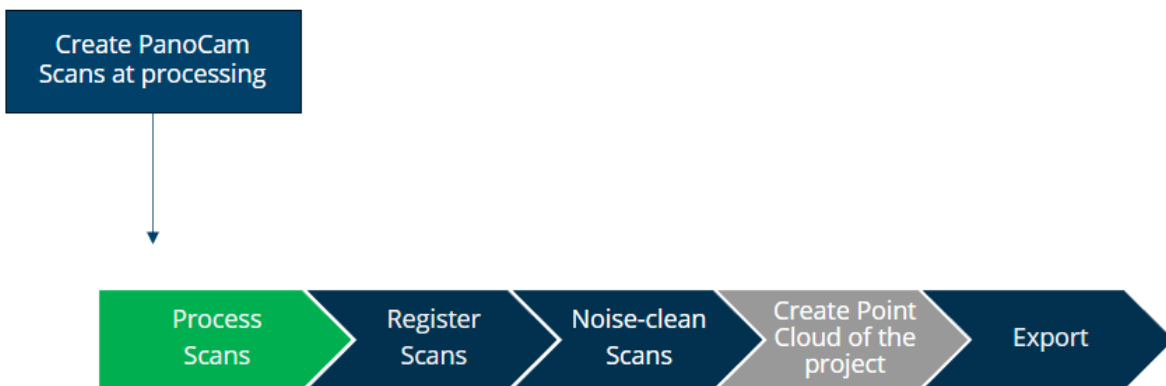 Create PanoCam
Scans at processing
Process
Scans
Register
Scans
Noise-clean
Scans
Create Point
Cloud of the
project
Export